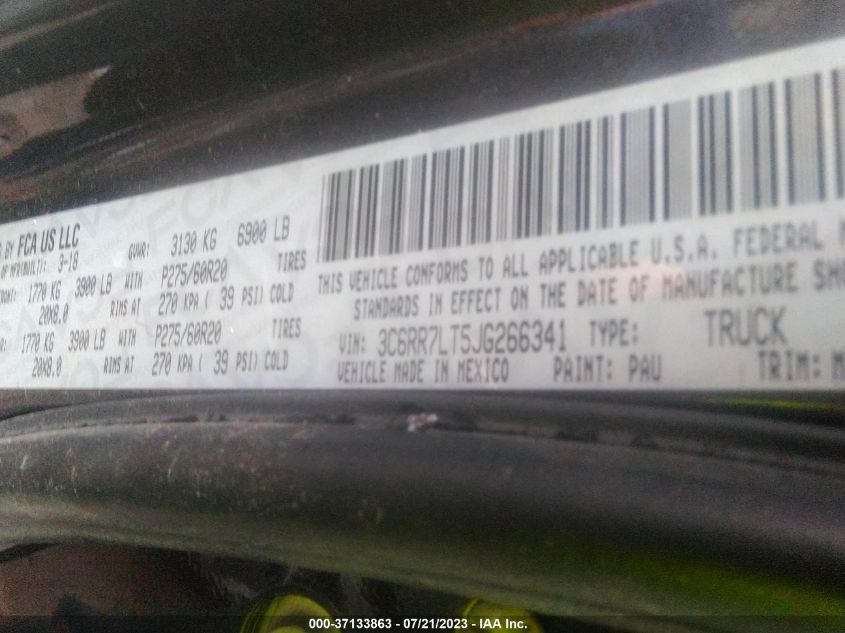 BY FCA US LLC GVWR: 3130 KG 6900 LB
OF MFR(BUILT): 3-18
FRONT: 1770 KG 3900 LB WITH P275/60R20 TIRES
20X8.0 RIMS AT 270 KPA ( 39 PSI) COLD
1770 KG 3900 LB WITH P275/60R20 TIRES
20X8.0 RIMS AT 270 KPA ( 39 PSI) COLD
THIS VEHICLE CONFORMS TO ALL APPLICABLE U.S.A. FEDERAL
STANDARDS IN EFFECT ON THE DATE OF MANUFACTURE
VIN: 3C6RR7LT5JG266341 TYPE: TRUCK
VEHICLE MADE IN MEXICO PAINT: PAU TRIM:
000-37133863 - 07/21/2023 - IAA Inc.